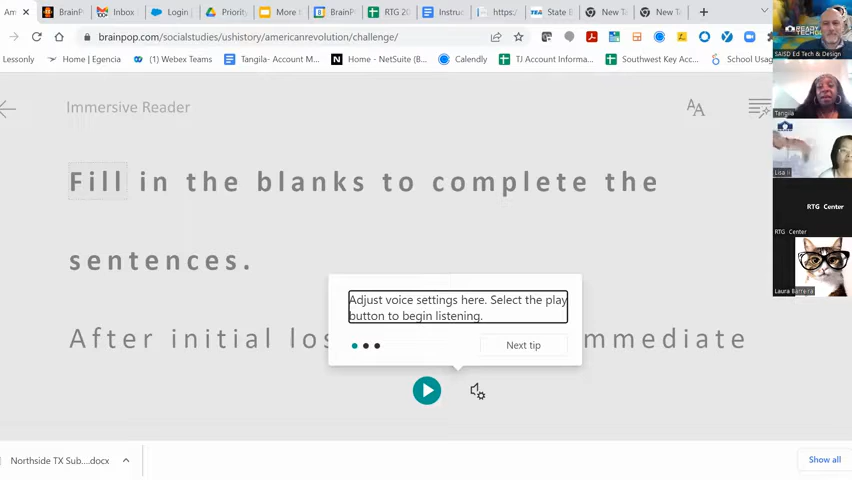 Am
BrainP
Inbox
Login
Priority
More
BrainP
RTG 20
Instruc
https:/
State B
New TA
New Ta
brainpop.com/socialstudies/ushistory/americanrevolution/challenge/
Lessonly
Home | Egencia
(1) Webex Teams
Tangila- Account M...
Home - NetSuite (B...
Calendly
TJ Account Informa...
Southwest Key Acc...
School Usag
Immersive Reader
Fill in the blanks to complete the
sentences.
After initial los mmediate
Adjust voice settings here. Select the play
button to begin listening.
Next tip
Northside TX Sub....docx
Show all
SAISD Ed Tech & Design
Tangila
Lisa li
RTG Center
RTG Center
Laura Barrera